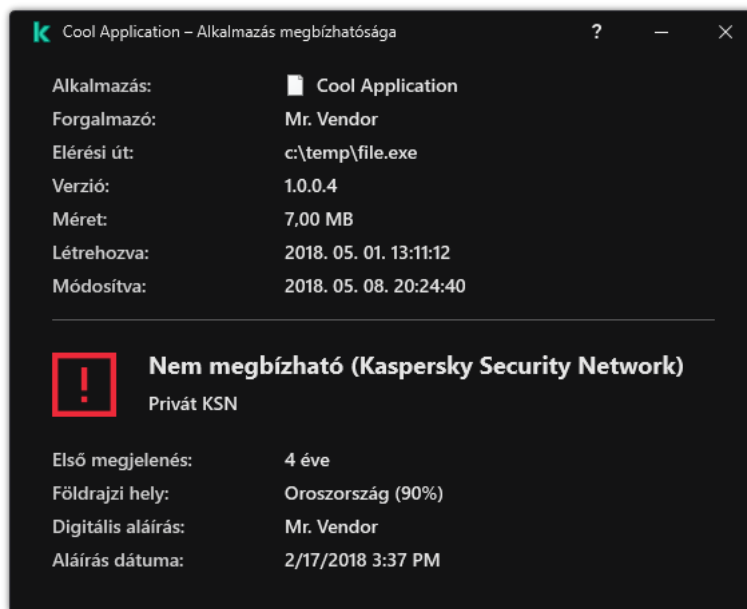 Cool Application – Alkalmazás megbízhatósága ?
Alkalmazás: Cool Application
Forgalmazó: Mr. Vendor
Elérési út: c:\temp\file.exe
Verzió: 1.0.0.4
Méret: 7,00 MB
Létrehozva: 2018. 05. 01. 13:11:12
Módosítva: 2018. 05. 08. 20:24:40
Nem megbízható (Kaspersky Security Network)
Privát KSN
Első megjelenés: 4 éve
Földrajzi hely: Oroszország (90%)
Digitális aláírás: Mr. Vendor
Aláírás dátuma: 2/17/2018 3:37 PM